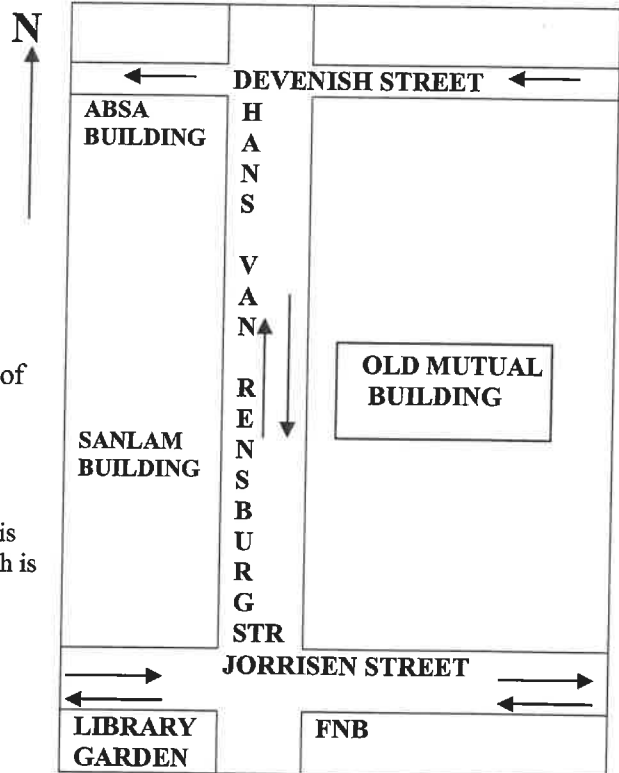 N
DEVENISH STREET
ABSA
BUILDING
H
A
N
S
V
A
N
R
E
N
S
B
U
R
G
STR
of
OLD MUTUAL
BUILDING
SANLAM
BUILDING
is
h is
JORRISEN STREET
LIBRARY
GARDEN
FNB